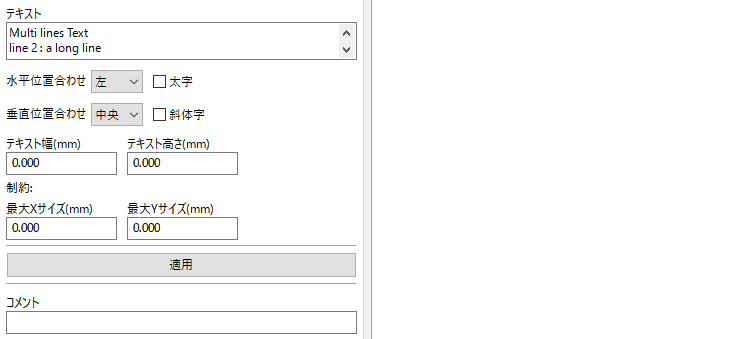 テキスト
Multi lines Text
line 2 : a long line
水平位置合わせ 左 太字
垂直位置合わせ 中央 斜体字
テキスト幅(mm) テキスト高さ(mm)
0.000 0.000
制約:
最大Xサイズ(mm) 最大Yサイズ(mm)
0.000 0.000
適用
コメント